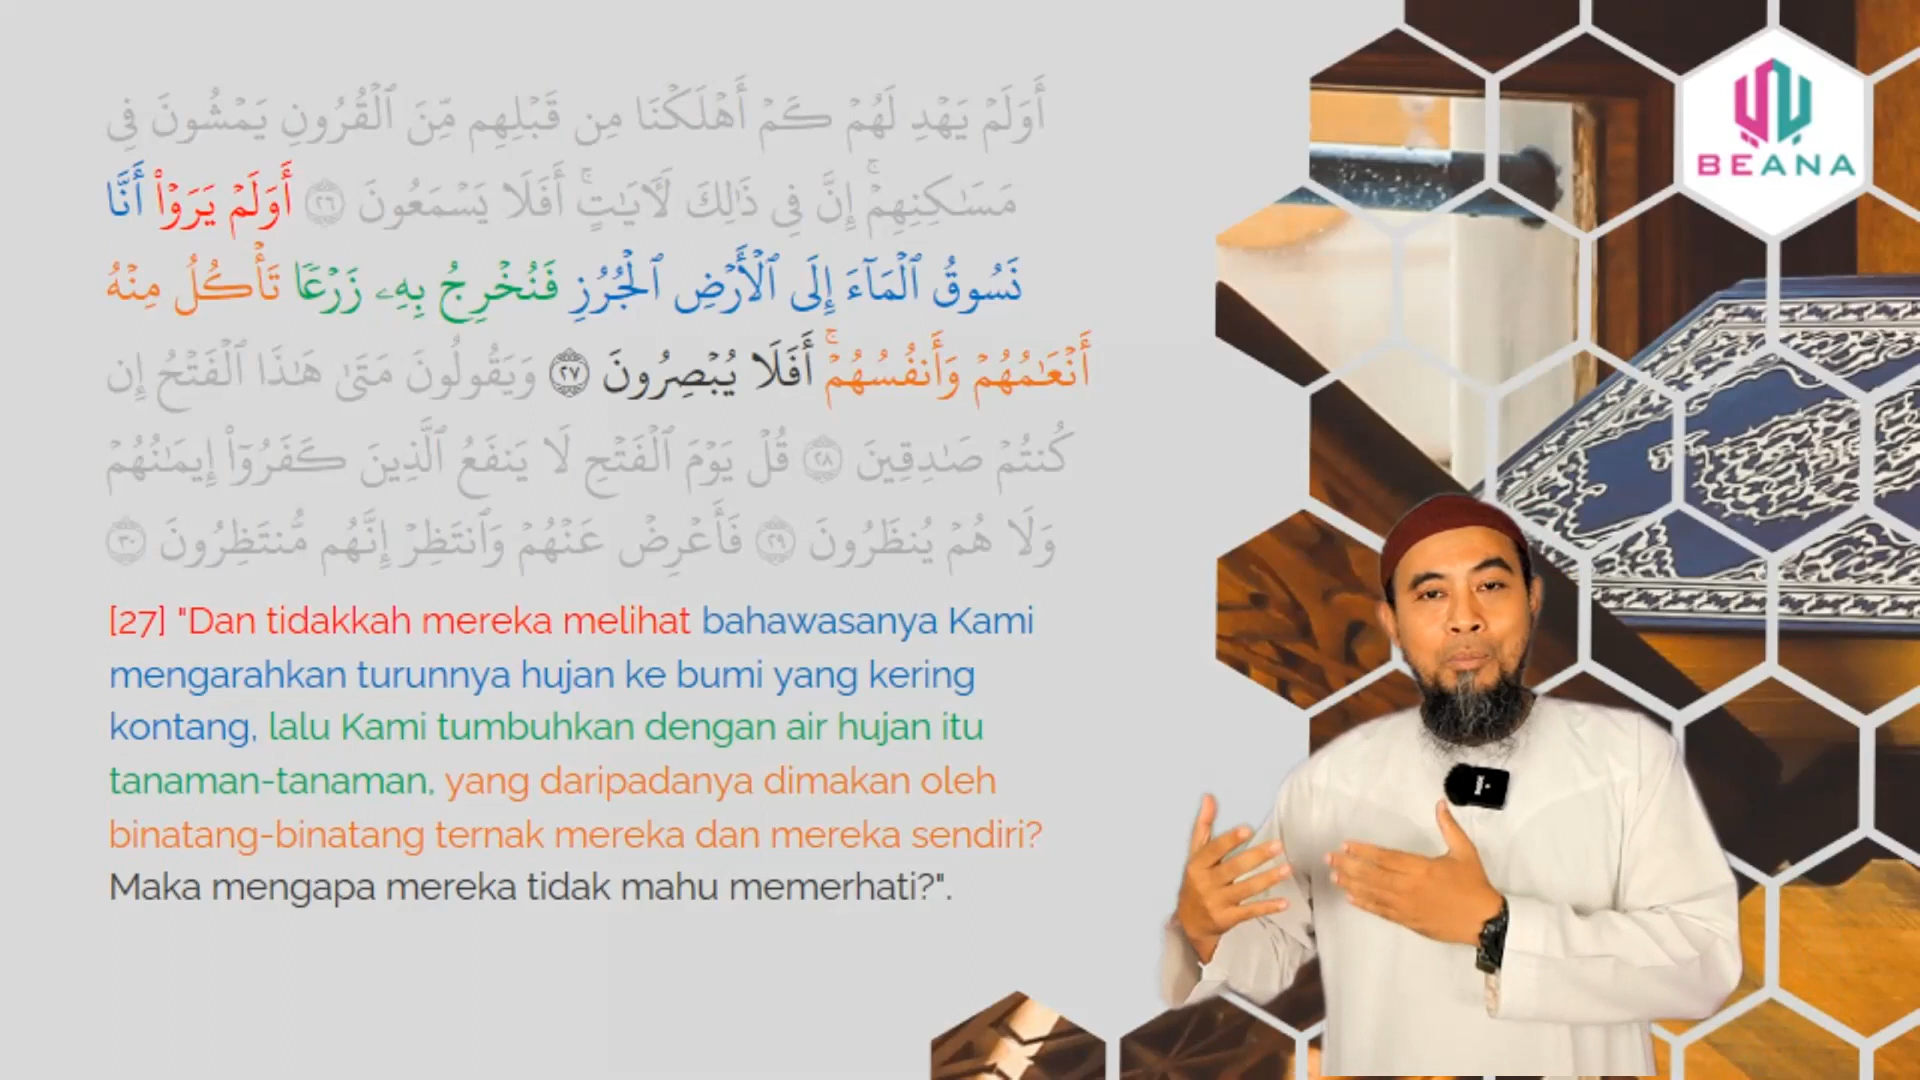 أَوَلَمۡ يَهۡدِ لَهُمۡ كَمۡ أَهۡلَكۡنَا مِن قَبۡلِهِم مِّنَ ٱلۡقُرُونِ يَمۡشُونَ فِي
مَسَٰكِنِهِمۡۚ إِنَّ فِي ذَٰلِكَ لَأٓيَٰتٍۚ أَفَلَا يَسۡمَعُونَ ٢٦ أَوَلَمۡ يَرَوۡاْ أَنَّا
نَسُوقُ ٱلۡمَآءَ إِلَى ٱلۡأَرۡضِ ٱلۡجُرُزِ فَنُخۡرِجُ بِهِۦ زَرۡعٗا تَأۡكُلُ مِنۡهُ
أَنۡعَٰمُهُمۡ وَأَنفُسُهُمۡۚ أَفَلَا يُبۡصِرُونَ ٢٧ وَيَقُولُونَ مَتَىٰ هَٰذَا ٱلۡفَتۡحُ إِن
كُنتُمۡ صَٰدِقِينَ ٢٨ قُلۡ يَوۡمَ ٱلۡفَتۡحِ لَا يَنفَعُ ٱلَّذِينَ كَفَرُوٓاْ إِيمَٰنُهُمۡ
وَلَا هُمۡ يُنظَرُونَ ٢٩ فَأَعۡرِضۡ عَنۡهُمۡ وَٱنتَظِرۡ إِنَّهُم مُّنتَظِرُونَ ٣٠
[27] "Dan tidakkah mereka melihat bahawasanya Kami
mengarahkan turunnya hujan ke bumi yang kering
kontang, lalu Kami tumbuhkan dengan air hujan itu
tanaman-tanaman, yang daripadanya dimakan oleh
binatang-binatang ternak mereka dan mereka sendiri?
Maka mengapa mereka tidak mahu memerhati?".
BEANA